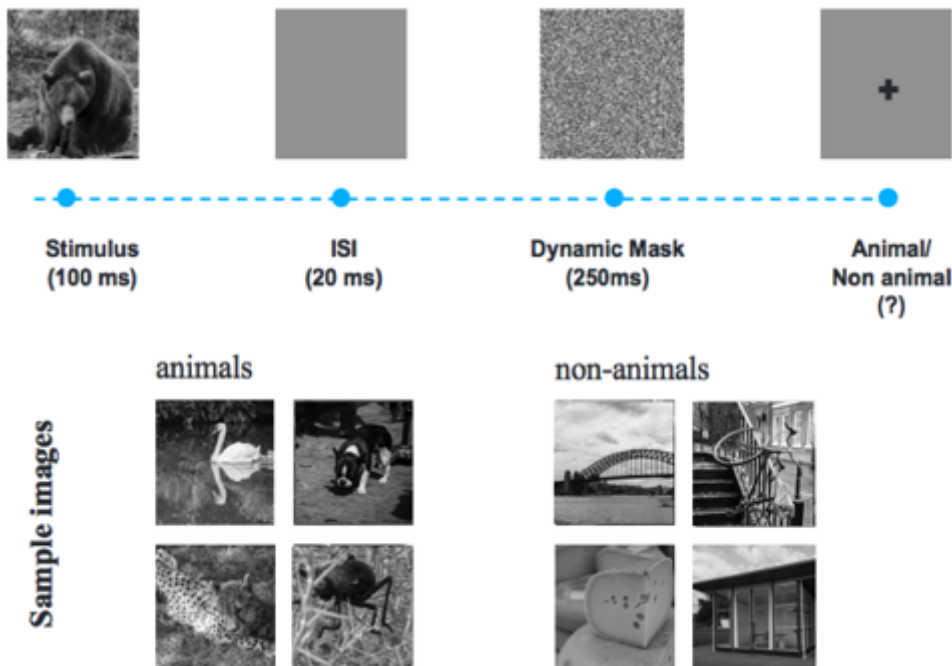 Stimulus
(100 ms)
ISI
(20 ms)
Dynamic Mask
(250ms)
Animal/
Non animal
(?)
animals
non-animals
Sample images